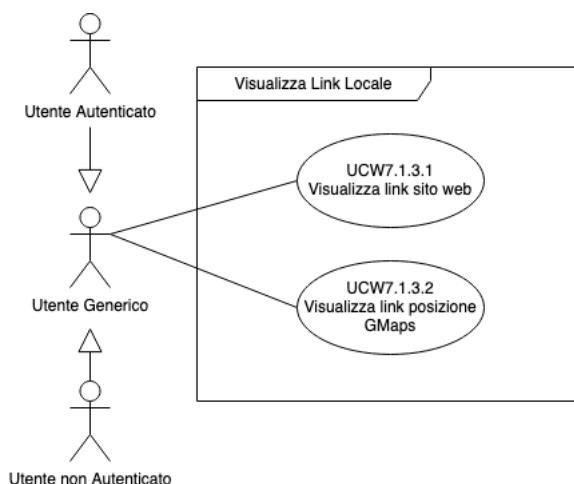 Utente Autenticato
Visualizza Link Locale
UCW7.1.3.1
Visualizza link sito web
Utente Generico
UCW7.1.3.2
Visualizza link posizione
GMaps
Utente non Autenticato